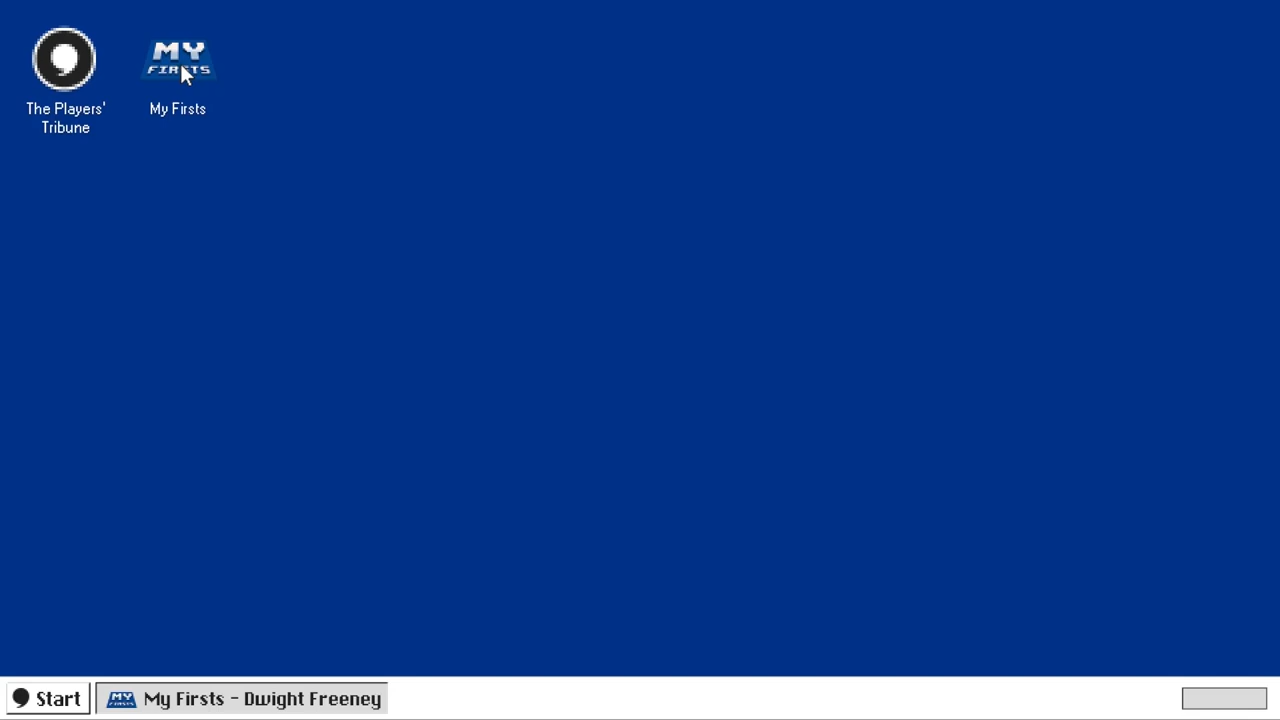 MY
FIRSTS
The Players'
Tribune
My Firsts
Start
MY
FIRSTS
My Firsts - Dwight Freeney